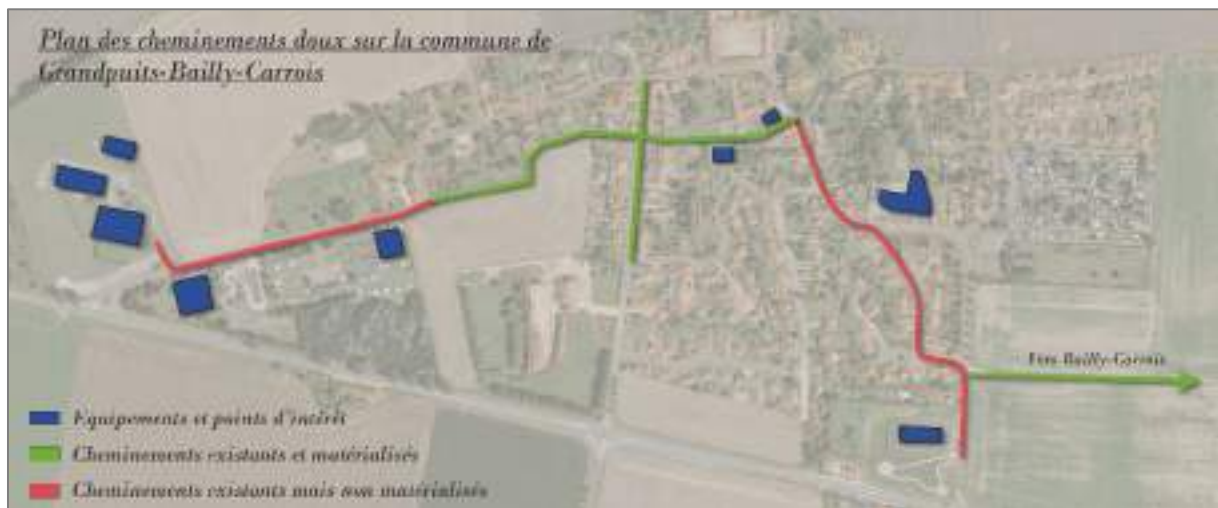 Plan des cheminements doux sur la commune de
Grandpuits-Bailly-Carrois
Vers Bailly-Carrois
Equipements et points d'intérêt
Cheminements existants et matérialisés
Cheminements existants mais non matérialisés